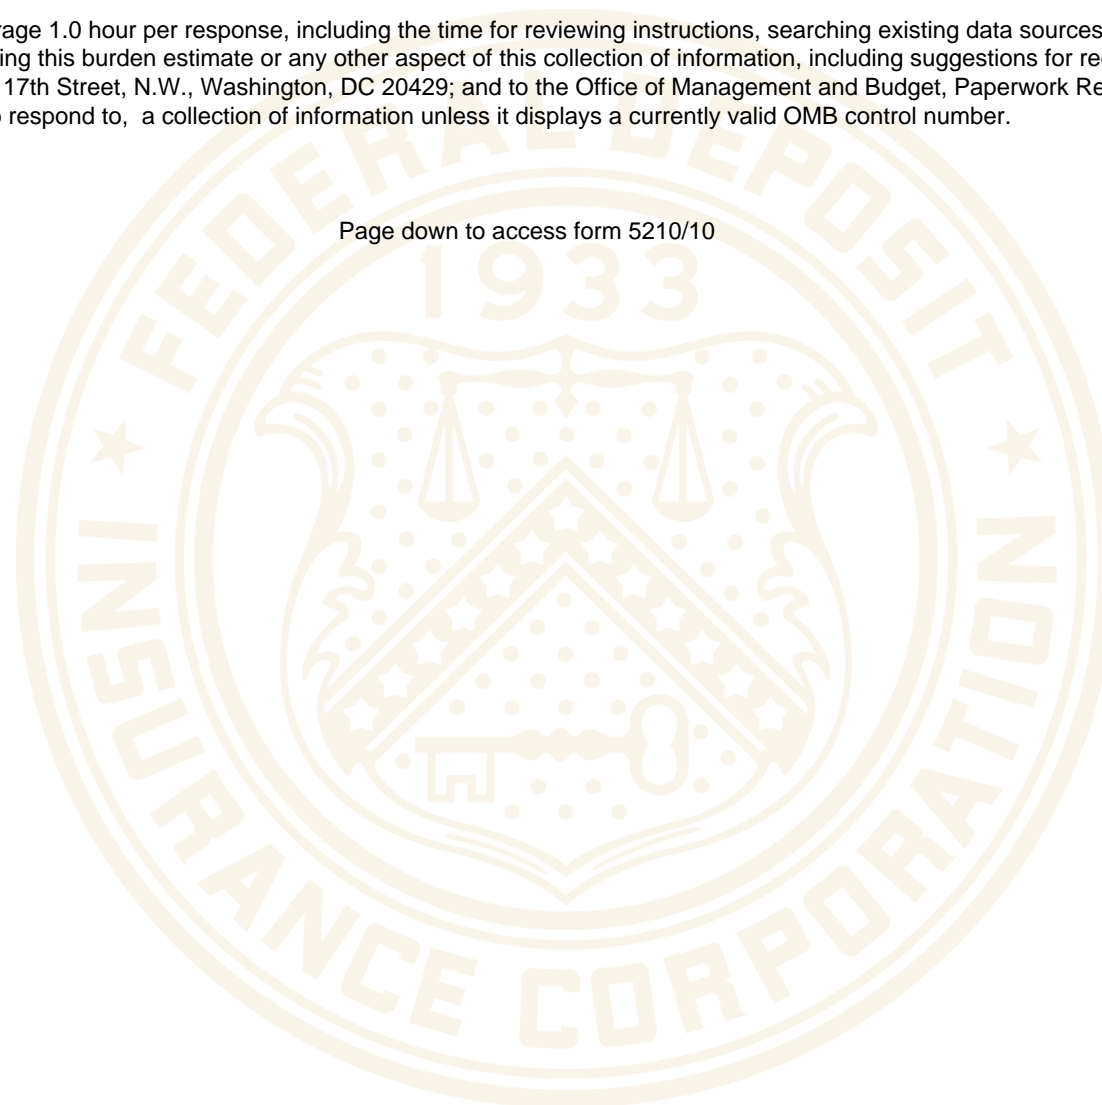 rage 1.0 hour per response, including the time for reviewing instructions, searching existing data sources
ing this burden estimate or any other aspect of this collection of information, including suggestions for re
17th Street, N.W., Washington, DC 20429; and to the Office of Management and Budget, Paperwork Re
o respond to, a collection of information unless it displays a currently valid OMB control number.
Page down to access form 5210/10
FEDERAL DEPOSIT
1933
INSURANCE CORPORATION